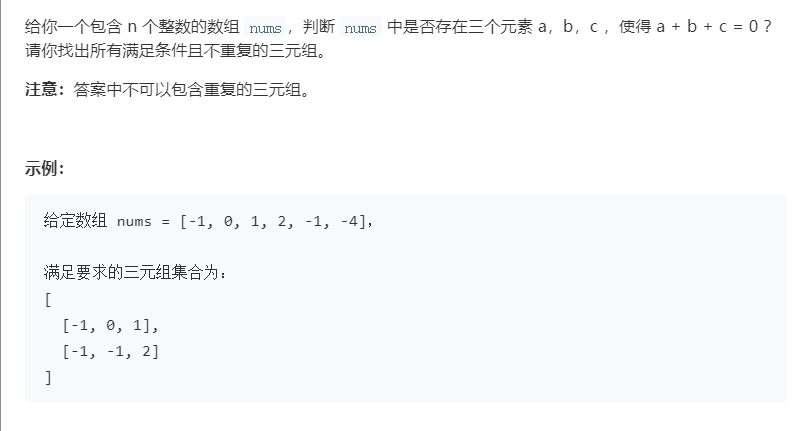 给你一个包含 n 个整数的数组 nums ，判断 nums 中是否存在三个元素 a，b，c ，使得 a + b + c = 0 ？
请你找出所有满足条件且不重复的三元组。
注意：答案中不可以包含重复的三元组。
示例：
给定数组 nums = [-1, 0, 1, 2, -1, -4]，
满足要求的三元组集合为：
[
[-1, 0, 1],
[-1, -1, 2]
]